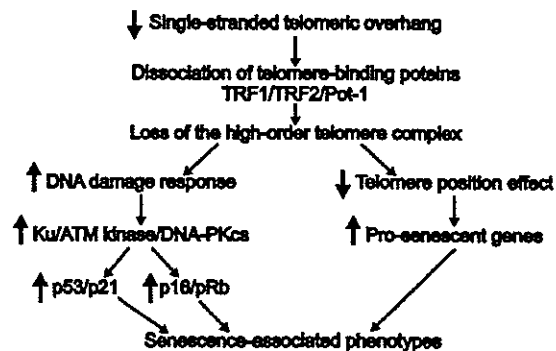 Single-stranded telomeric overhang
Dissociation of telomere-binding poteins
TRF1/TRF2/Pot-1
Loss of the high-order telomere complex
DNA damage response
Telomere position effect
Ku/ATM kinase/DNA-PKcs
Pro-senescent genes
p53/p21
p16/pRb
Senescence-associated phenotypes